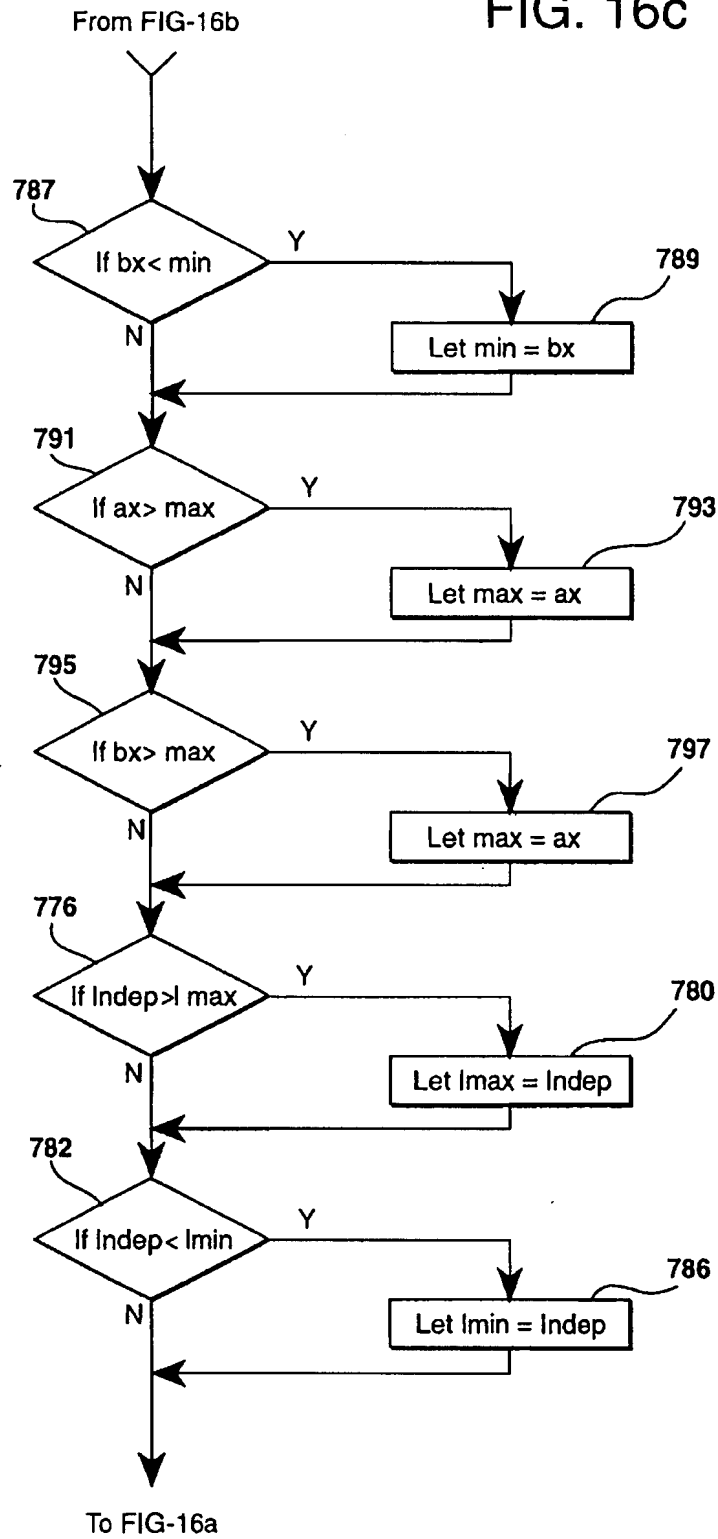 From FIG-16b
FIG. 16c
787
If bx< min
Y
N
789
Let min = bx
791
If ax> max
Y
N
793
Let max = ax
795
If bx> max
Y
N
797
Let max = ax
776
If Indep>I max
Y
N
780
Let Imax = Indep
782
If Indep< Imin
Y
N
786
Let Imin = Indep
To FIG-16a